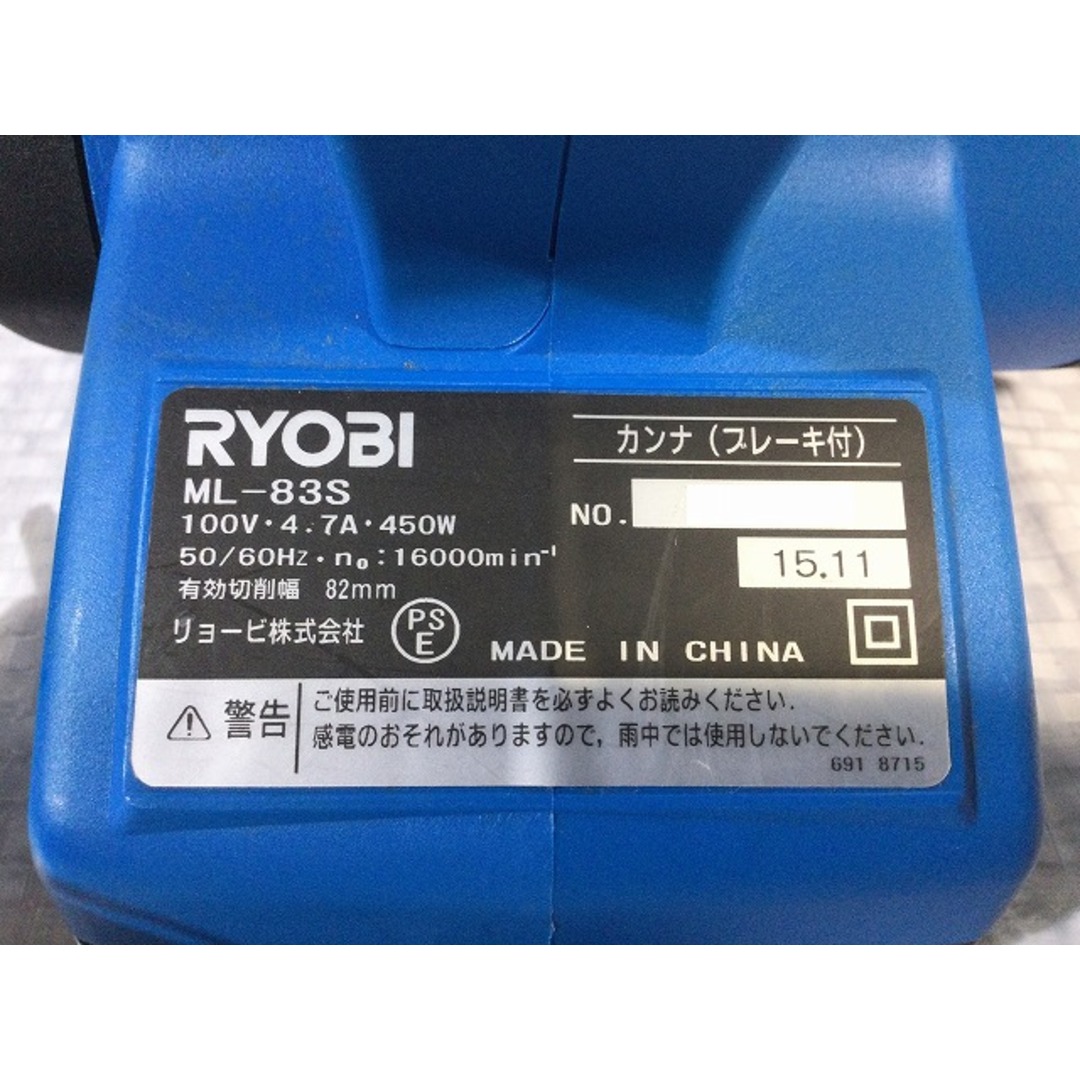 RYOBI
ML-83S
100V・4.7A・450W
50/60Hz・n₀:16000min⁻¹
有効切削幅 82mm
リョービ株式会社
PS
E
カンナ(ブレーキ付)
NO.
15.11
MADE IN CHINA
警告
ご使用前に取扱説明書を必ずよくお読みください.
感電のおそれがありますので,雨中では使用しないでください.
691 8715